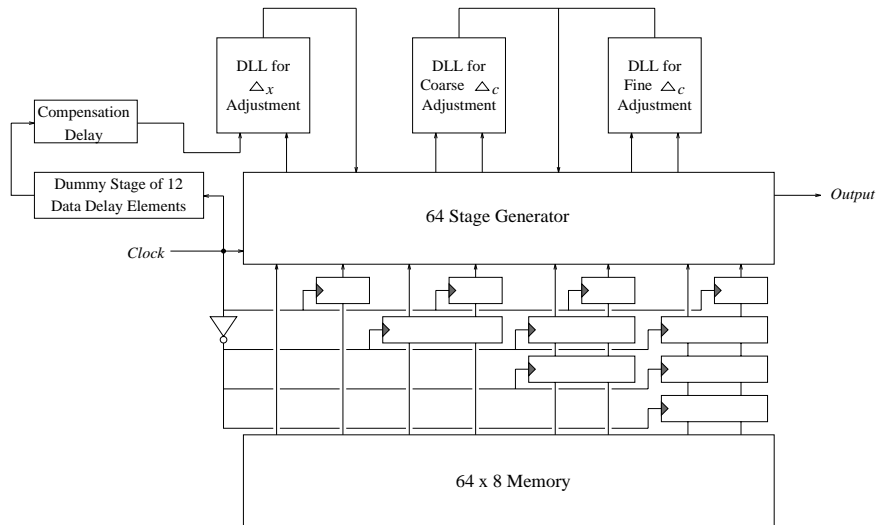 DLL for
△x
Adjustment
DLL for
Coarse △c
Adjustment
DLL for
Fine △c
Adjustment
Compensation
Delay
Dummy Stage of 12
Data Delay Elements
64 Stage Generator
Output
Clock
64 x 8 Memory